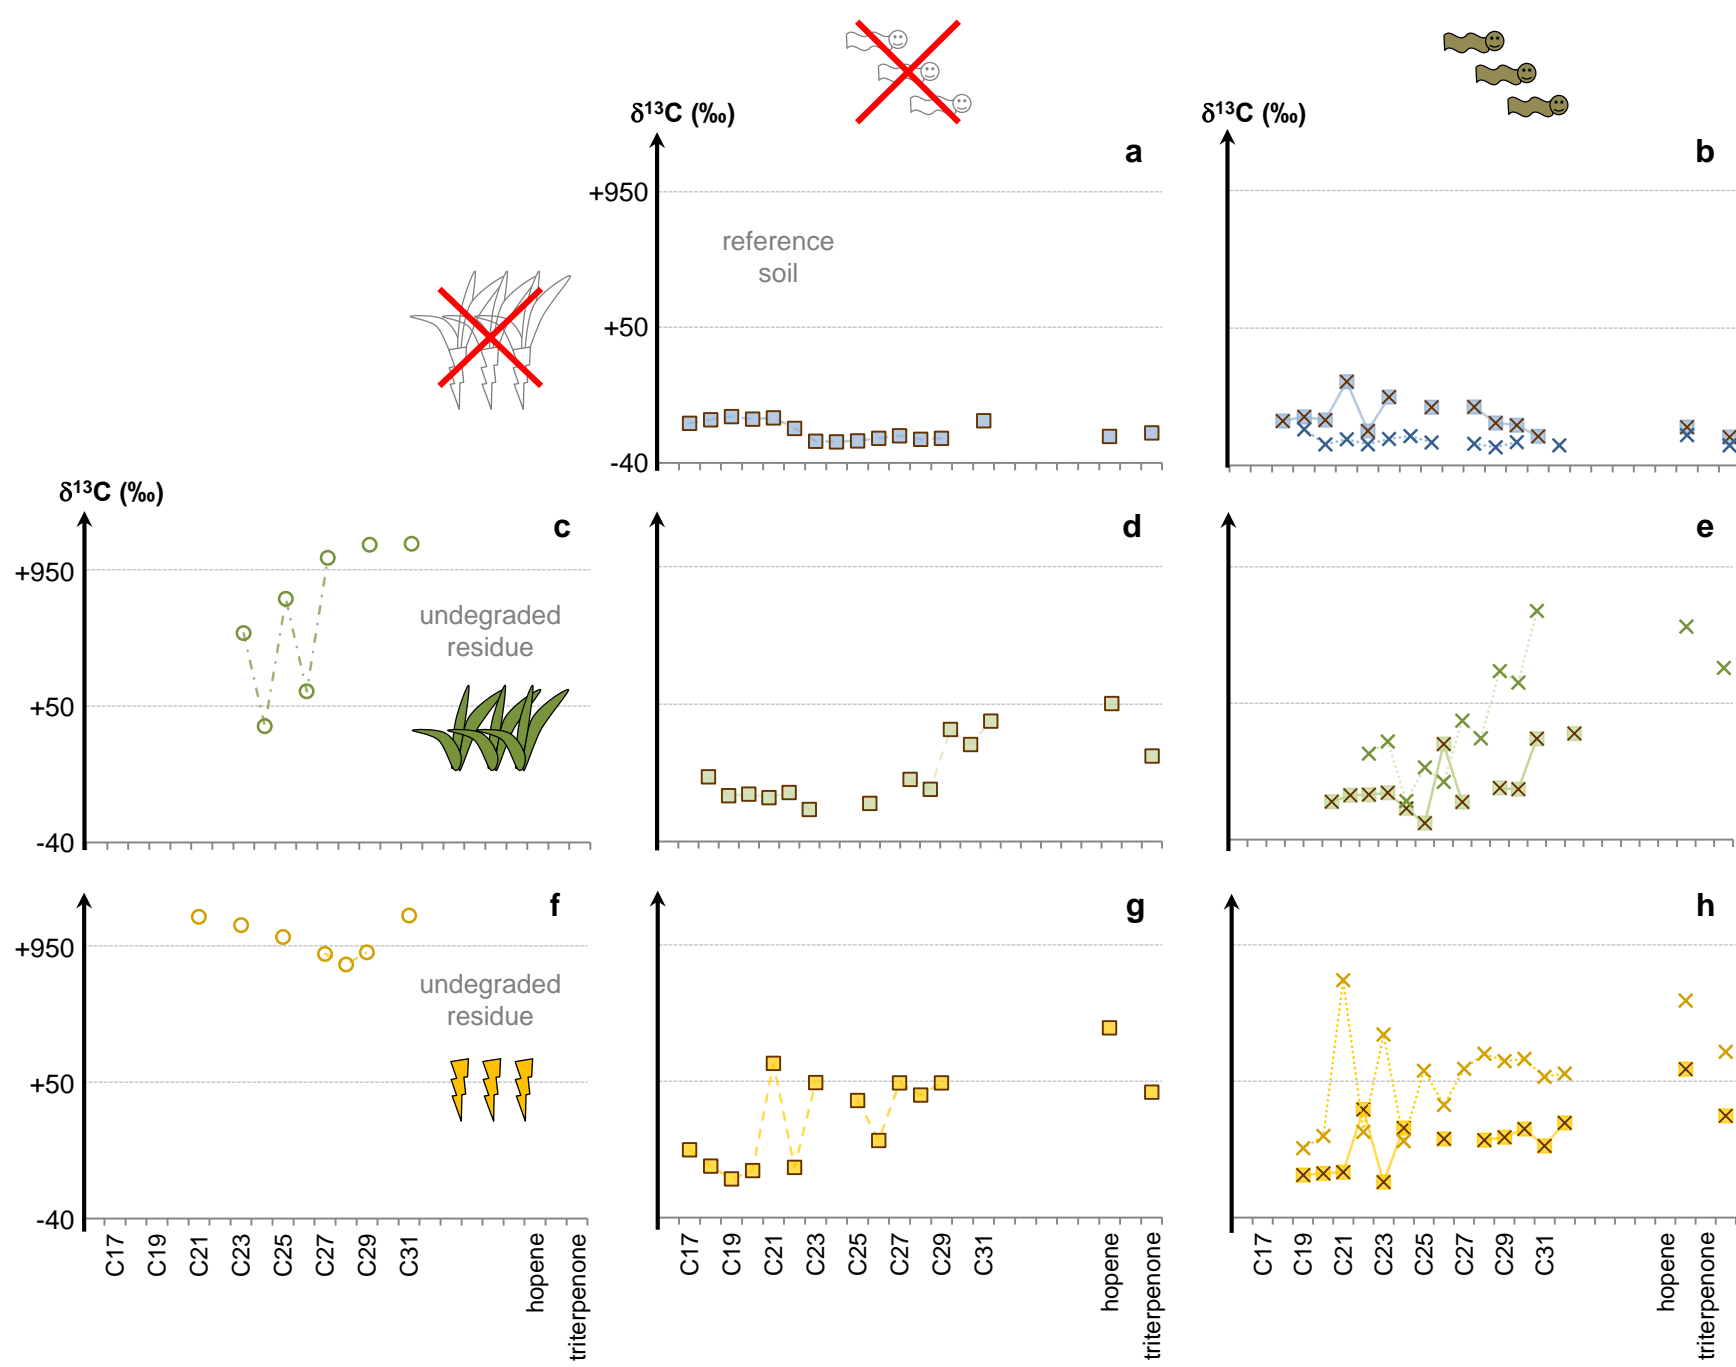 δ13C (‰)
δ13C (‰)
a
b
+950
reference
soil
+50
-40
δ13C (‰)
c
d
e
+950
undegraded
residue
+50
-40
f
g
h
+950
undegraded
residue
+50
-40
C17
C19
C21
C23
C25
C27
C29
C31
hopene
triterpenone
C17
C19
C21
C23
C25
C27
C29
C31
hopene
triterpenone
C17
C19
C21
C23
C25
C27
C29
C31
hopene
triterpenone